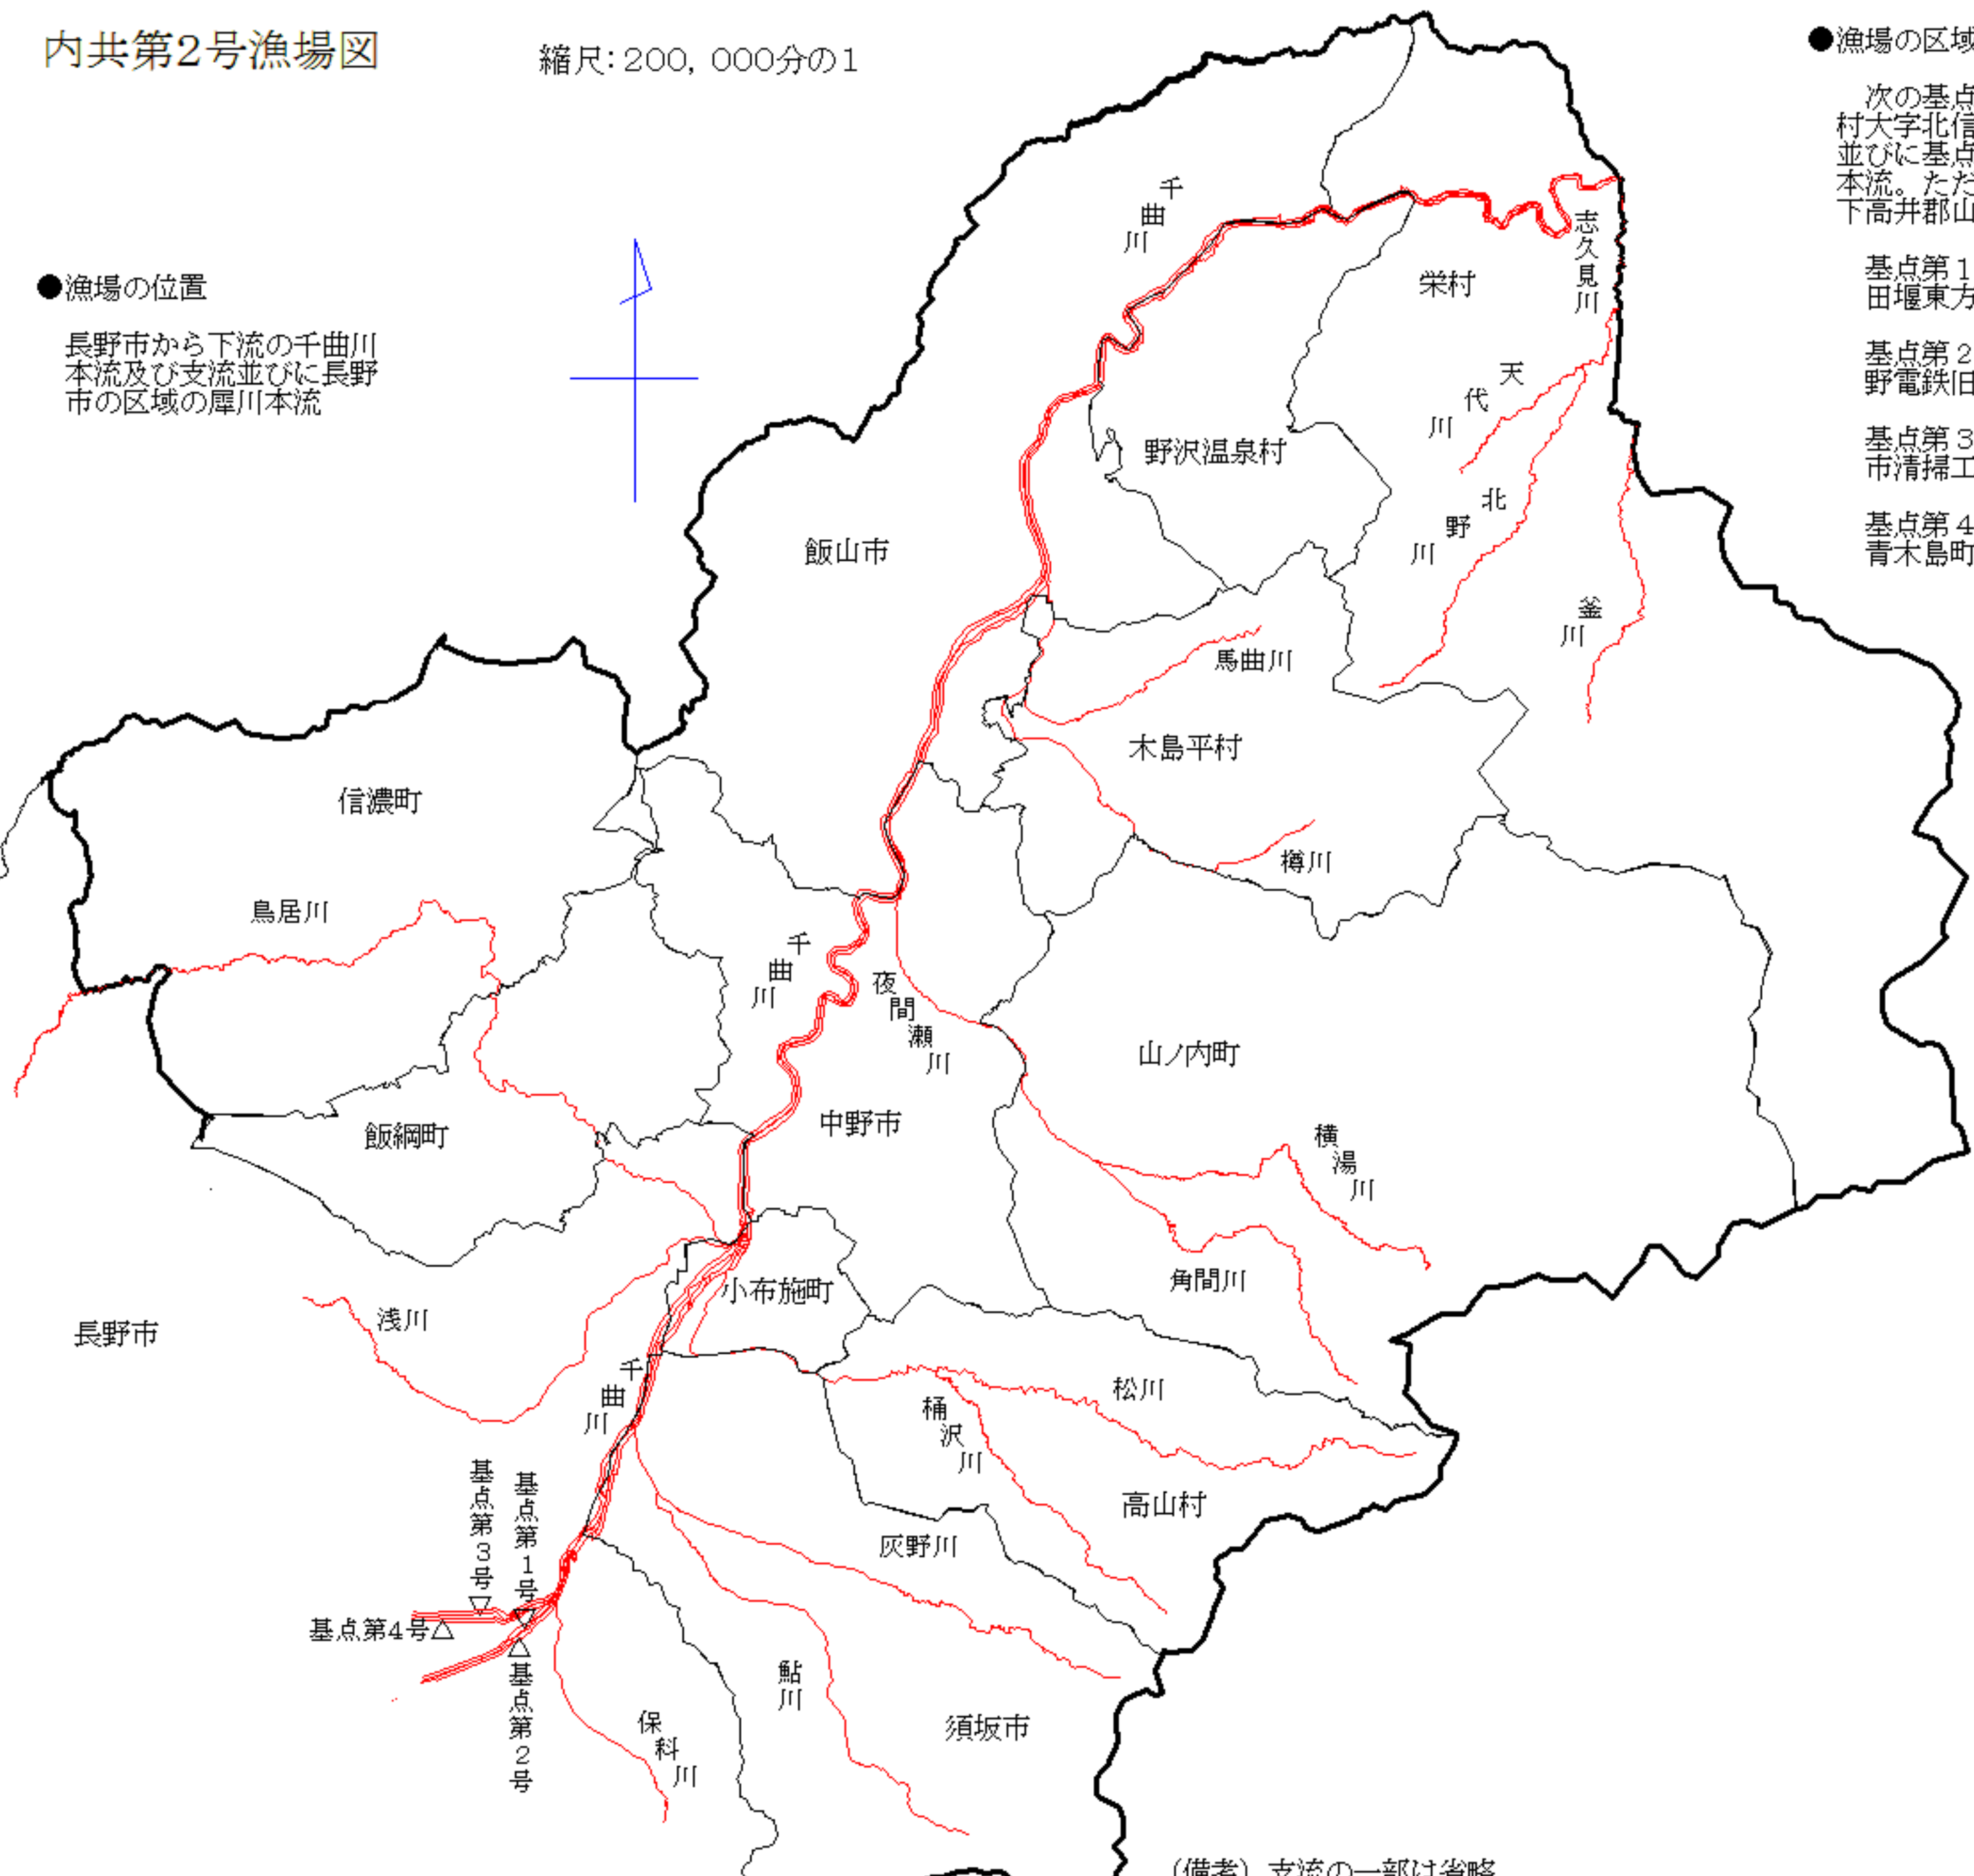 内共第2号漁場図
縮尺：200，000分の1
●漁場の位置
長野市から下流の千曲川
本流及び支流並びに長野
市の区域の犀川本流
●漁場の区域
次の基点
村大字北信
並びに基点
本流。ただ
下高井郡山
基点第1
田堰東方
基点第2
野電鉄旧
基点第3
市清掃工
基点第4
青木島町
千曲川
志久見川
栄村
天代川
野沢温泉村
北野川
飯山市
釜川
馬曲川
木島平村
信濃町
樽川
鳥居川
千曲川
夜間瀬川
山ノ内町
中野市
飯綱町
横湯川
角間川
小布施町
浅川
長野市
千曲川
松川
桶沢川
高山村
基点第3号
基点第1号
灰野川
基点第4号
基点第2号
鮎川
保科川
須坂市
（備考）支流の一部は省略